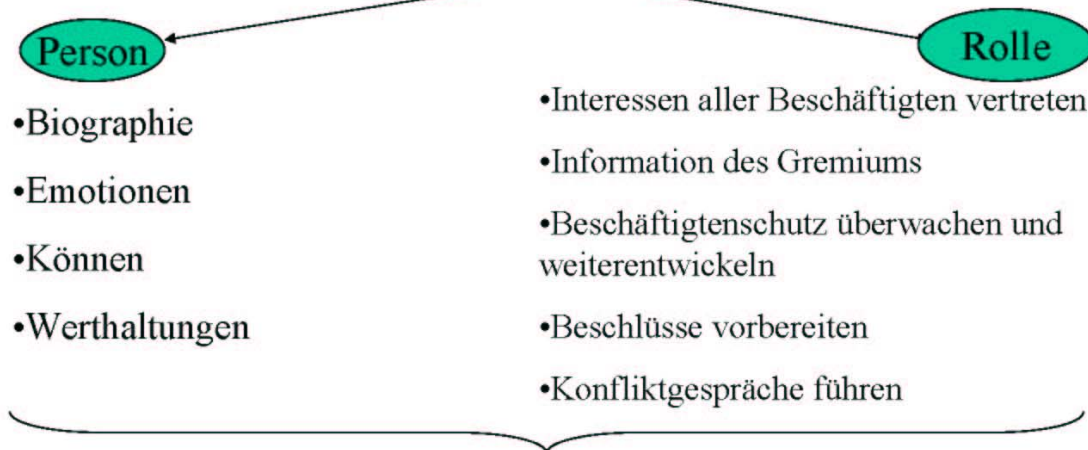 Person
•Biographie
•Emotionen
•Können
•Werthaltungen
Rolle
•Interessen aller Beschäftigten vertreten
•Information des Gremiums
•Beschäftigtenschutz überwachen und
weiterentwickeln
•Beschlüsse vorbereiten
•Konfliktgespräche führen